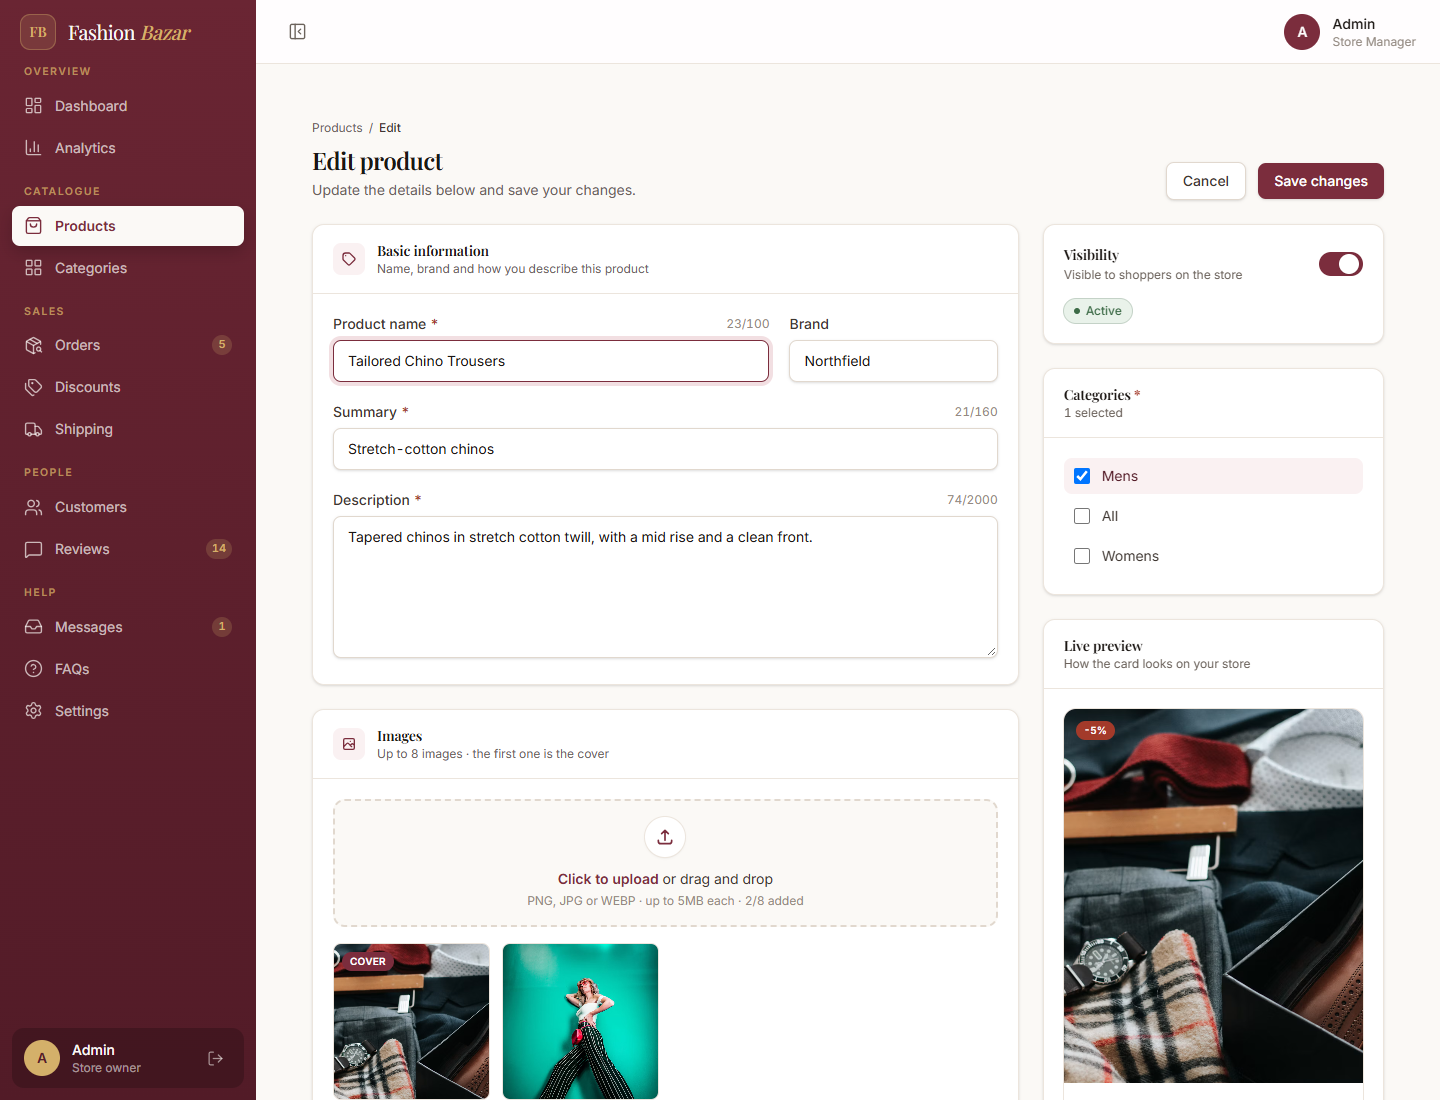 FB
Fashion Bazar
OVERVIEW
Dashboard
Analytics
CATALOGUE
Products
Categories
SALES
Orders 5
Discounts
Shipping
PEOPLE
Customers
Reviews 14
HELP
Messages 1
FAQs
Settings
A
Admin
Store owner
A
Admin
Store Manager
Products / Edit
Edit product
Update the details below and save your changes.
Cancel
Save changes
Basic information
Name, brand and how you describe this product
Product name * 23/100
Tailored Chino Trousers
Brand
Northfield
Summary * 21/160
Stretch-cotton chinos
Description * 74/2000
Tapered chinos in stretch cotton twill, with a mid rise and a clean front.
Images
Up to 8 images · the first one is the cover
Click to upload or drag and drop
PNG, JPG or WEBP · up to 5MB each · 2/8 added
COVER
Visibility
Visible to shoppers on the store
Active
Categories *
1 selected
Mens
All
Womens
Live preview
How the card looks on your store
-5%